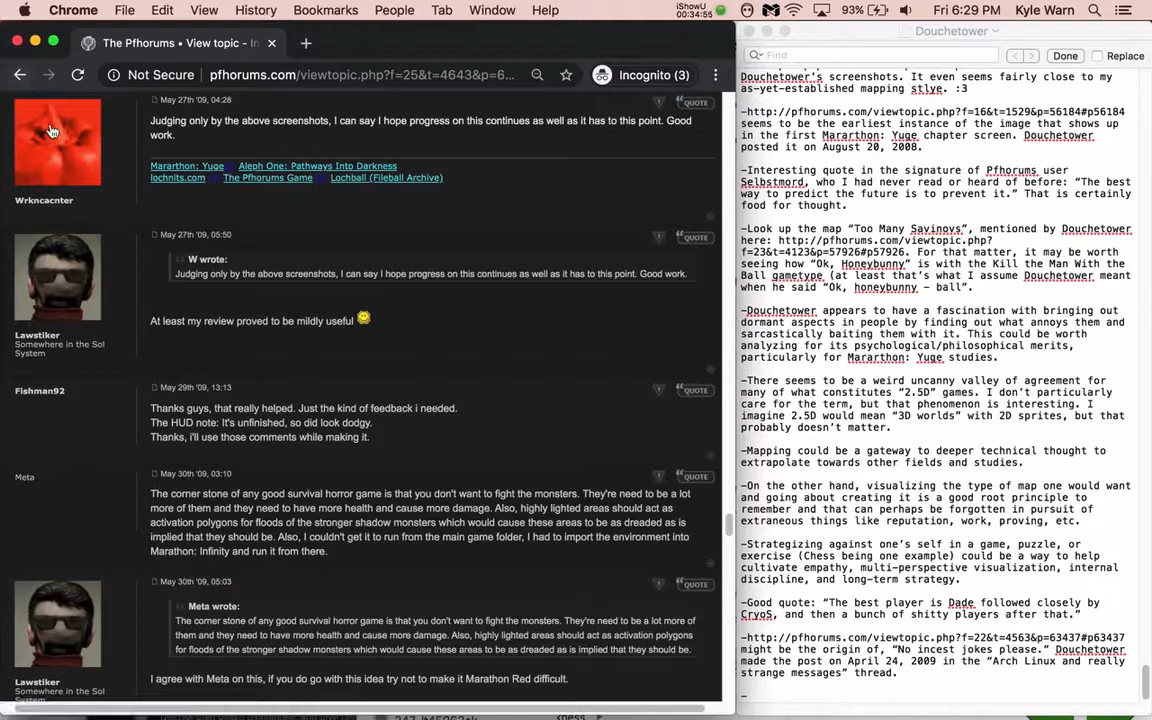 Chrome File Edit View History Bookmarks People Tab Window Help iShowU 00:34:55 93% Fri 6:29 PM Kyle Warn
The Pfhorums • View topic - In
Not Secure pfhorums.com/viewtopic.php?f=25&t=4643&p=6... Incognito (3)
May 27th '09, 04:28
QUOTE
Judging only by the above screenshots, I can say I hope progress on this continues as well as it has to this point. Good
work.
Mararthon: Yuge Aleph One: Pathways Into Darkness
lochnits.com The Pfhorums Game Lochball (Fileball Archive)
Wrkncacnter
May 27th '09, 05:50
QUOTE
W wrote:
Judging only by the above screenshots, I can say I hope progress on this continues as well as it has to this point. Good work.
At least my review proved to be mildly useful
Lawstiker
Somewhere in the Sol
System
Fishman92
May 29th '09, 13:13
QUOTE
Thanks guys, that really helped. Just the kind of feedback i needed.
The HUD note: It's unfinished, so did look dodgy.
Thanks, i'll use those comments while making it.
Meta
May 30th '09, 03:10
QUOTE
The corner stone of any good survival horror game is that you don't want to fight the monsters. They're need to be a lot
more of them and they need to have more health and cause more damage. Also, highly lighted areas should act as
activation polygons for floods of the stronger shadow monsters which would cause these areas to be as dreaded as is
implied that they should be. Also, I couldn't get it to run from the main game folder, I had to import the environment into
Marathon: Infinity and run it from there.
May 30th '09, 05:03
QUOTE
Meta wrote:
The corner stone of any good survival horror game is that you don't want to fight the monsters. They're need to be a lot more of
them and they need to have more health and cause more damage. Also, highly lighted areas should act as activation polygons
for floods of the stronger shadow monsters which would cause these areas to be as dreaded as is implied that they should be.
I agree with Meta on this, if you do go with this idea try not to make it Marathon Red difficult.
Lawstiker
Somewhere in the Sol
Douchetower
Find Done Replace
Douchetower's screenshots. It even seems fairly close to my
as-yet-established mapping stlye. :3
-http://pfhorums.com/viewtopic.php?f=16&t=1529&p=56184#p56184
seems to be the earliest instance of the image that shows up
in the first Mararthon: Yuge chapter screen. Douchetower
posted it on August 20, 2008.
-Interesting quote in the signature of Pfhorums user
Selbstmord, who I had never read or heard of before: "The best
way to predict the future is to prevent it." That is certainly
food for thought.
-Look up the map "Too Many Savinovs", mentioned by Douchetower
here: http://pfhorums.com/viewtopic.php?
f=23&t=4123&p=57926#p57926. For that matter, it may be worth
seeing how "Ok, Honeybunny" is with the Kill the Man With the
Ball gametype (at least that's what I assume Douchetower meant
when he said "Ok, honeybunny - ball".
-Douchetower appears to have a fascination with bringing out
dormant aspects in people by finding out what annoys them and
sarcastically baiting them with it. This could be worth
analyzing for its psychological/philosophical merits,
particularly for Mararthon: Yuge studies.
-There seems to be a weird uncanny valley of agreement for
many of what constitutes "2.5D" games. I don't particularly
care for the term, but that phenomenon is interesting. I
imagine 2.5D would mean "3D worlds" with 2D sprites, but that
probably doesn't matter.
-Mapping could be a gateway to deeper technical thought to
extrapolate towards other fields and studies.
-On the other hand, visualizing the type of map one would want
and going about creating it is a good root principle to
remember and that can perhaps be forgotten in pursuit of
extraneous things like reputation, work, proving, etc.
-Strategizing against one's self in a game, puzzle, or
exercise (Chess being one example) could be a way to help
cultivate empathy, multi-perspective visualization, internal
discipline, and long-term strategy.
-Good quote: "The best player is Dade followed closely by
CryoS, and then a bunch of shitty players after that."
-http://pfhorums.com/viewtopic.php?f=22&t=4563&p=63437#p63437
might be the origin of, "No incest jokes please." Douchetower
made the post on April 24, 2009 in the "Arch Linux and really
strange messages" thread.
-